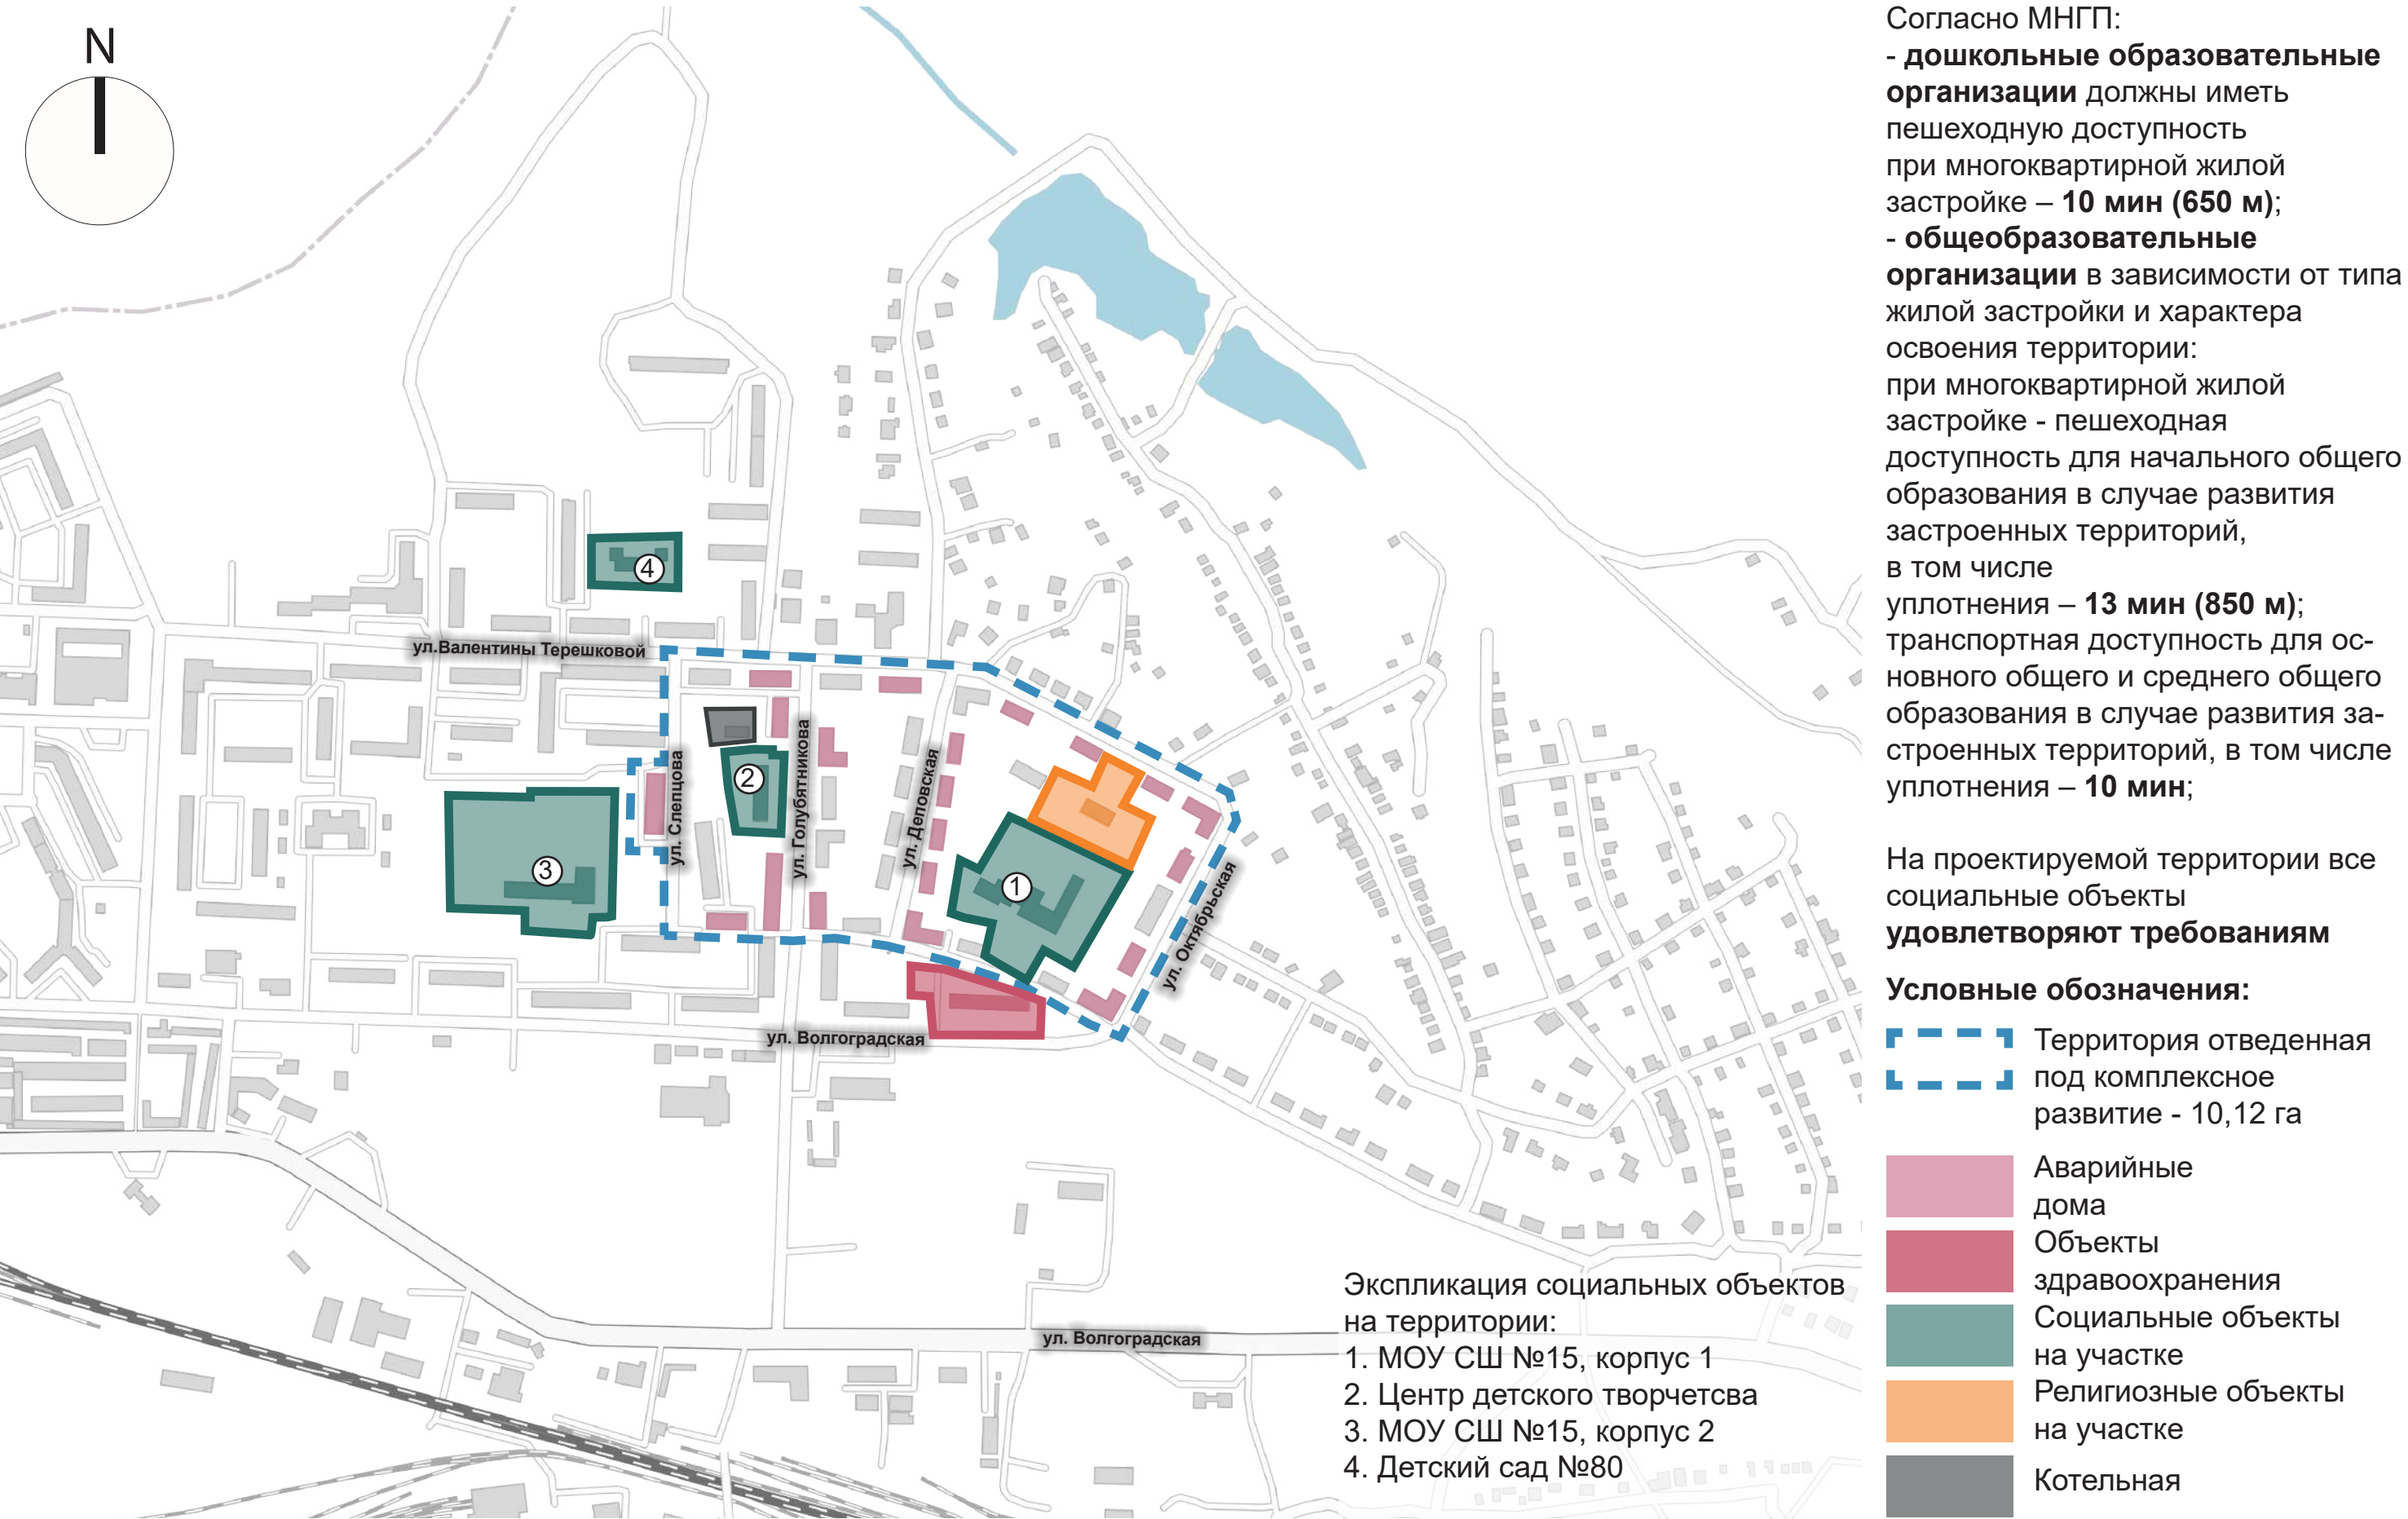 N
ул.Валентины Терешковой
ул. Слепцова
ул. Голубятникова
ул. Деповская
ул. Октябрьская
ул. Волгоградская
ул. Волгоградская
1
2
3
4
Экспликация социальных объектов
на территории:
1. МОУ СШ №15, корпус 1
2. Центр детского творчетсва
3. МОУ СШ №15, корпус 2
4. Детский сад №80
Согласно МНГП:
- дошкольные образовательные
организации должны иметь
пешеходную доступность
при многоквартирной жилой
застройке – 10 мин (650 м);
- общеобразовательные
организации в зависимости от типа
жилой застройки и характера
освоения территории:
при многоквартирной жилой
застройке - пешеходная
доступность для начального общего
образования в случае развития
застроенных территорий,
в том числе
уплотнения – 13 мин (850 м);
транспортная доступность для ос-
новного общего и среднего общего
образования в случае развития за-
строенных территорий, в том числе
уплотнения – 10 мин;
На проектируемой территории все
социальные объекты
удовлетворяют требованиям
Условные обозначения:
Территория отведенная
под комплексное
развитие - 10,12 га
Аварийные
дома
Объекты
здравоохранения
Социальные объекты
на участке
Религиозные объекты
на участке
Котельная